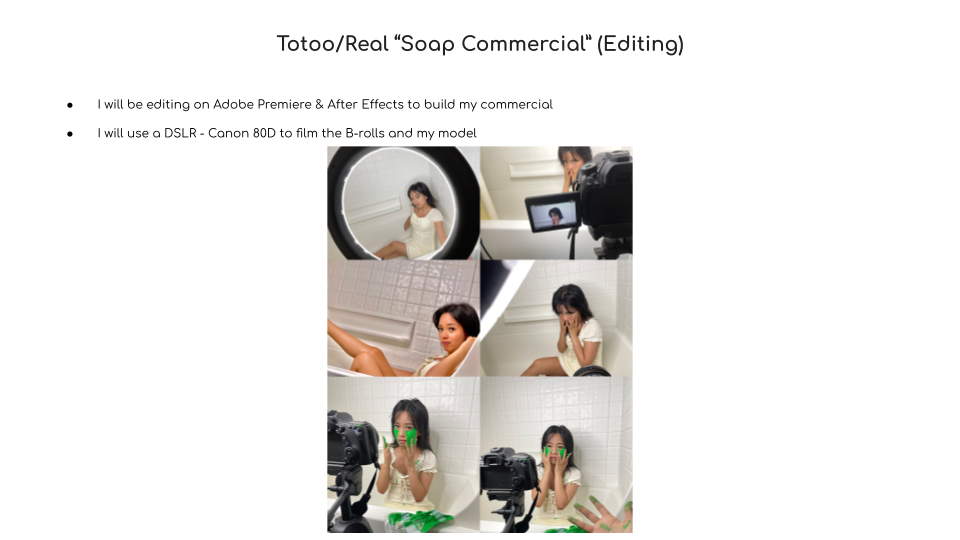 Totoo/Real “Soap Commercial” (Editing)
● I will be editing on Adobe Premiere & After Effects to build my commercial
● I will use a DSLR - Canon 80D to film the B-rolls and my model